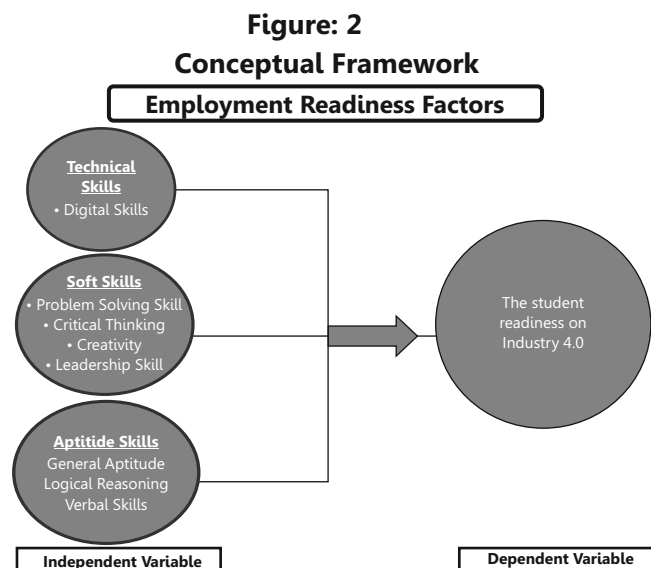 Figure: 2
Conceptual Framework
Employment Readiness Factors
Technical
Skills
• Digital Skills
Soft Skills
• Problem Solving Skill
• Critical Thinking
• Creativity
• Leadership Skill
Aptitide Skills
General Aptitude
Logical Reasoning
Verbal Skills
The student
readiness on
Industry 4.0
Independent Variable
Dependent Variable